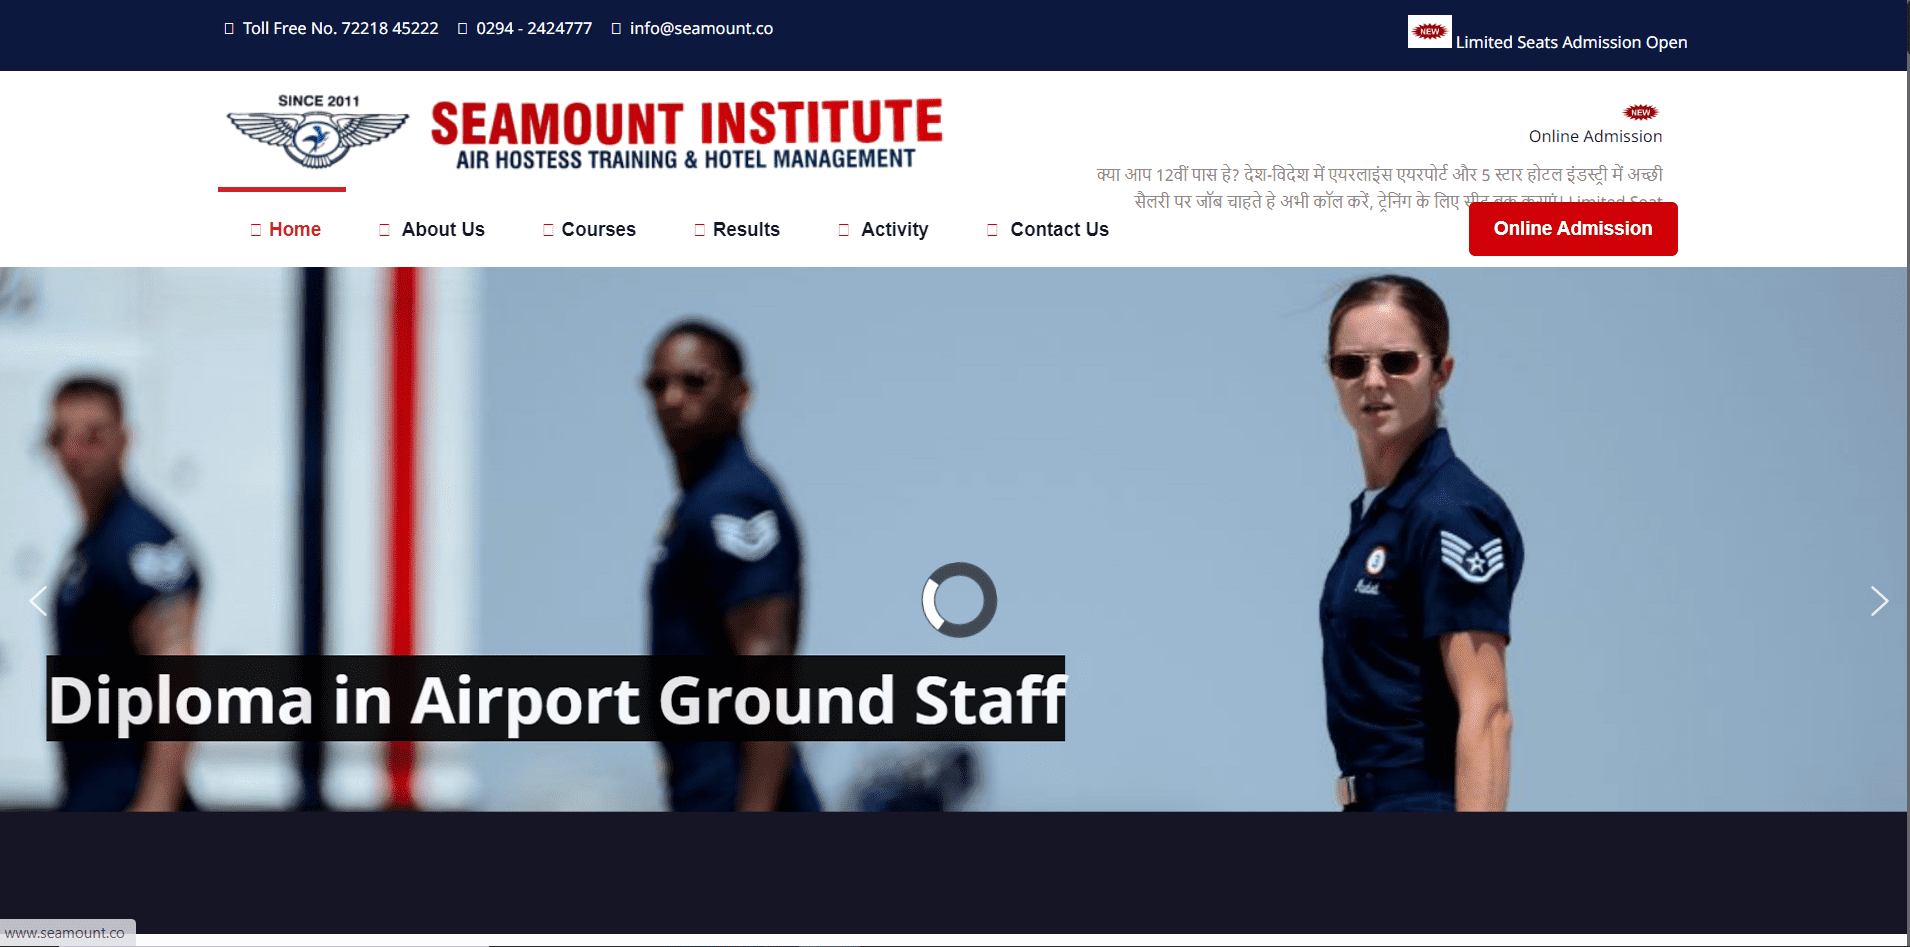 Toll Free No. 72218 45222 0294 - 2424777 info@seamount.co
NEW Limited Seats Admission Open
SINCE 2011
SEAMOUNT INSTITUTE
AIR HOSTESS TRAINING & HOTEL MANAGEMENT
NEW
Online Admission
क्या आप 12वीं पास हे? देश-विदेश में एयरलाइंस एयरपोर्ट और 5 स्टार होटल इंडस्ट्री में अच्छी
सैलरी पर जॉब चाहते हे अभी कॉल करें, ट्रेनिंग के लिए सीट बुक कराएं! Limited Seat
Home About Us Courses Results Activity Contact Us
Online Admission
Diploma in Airport Ground Staff
www.seamount.co